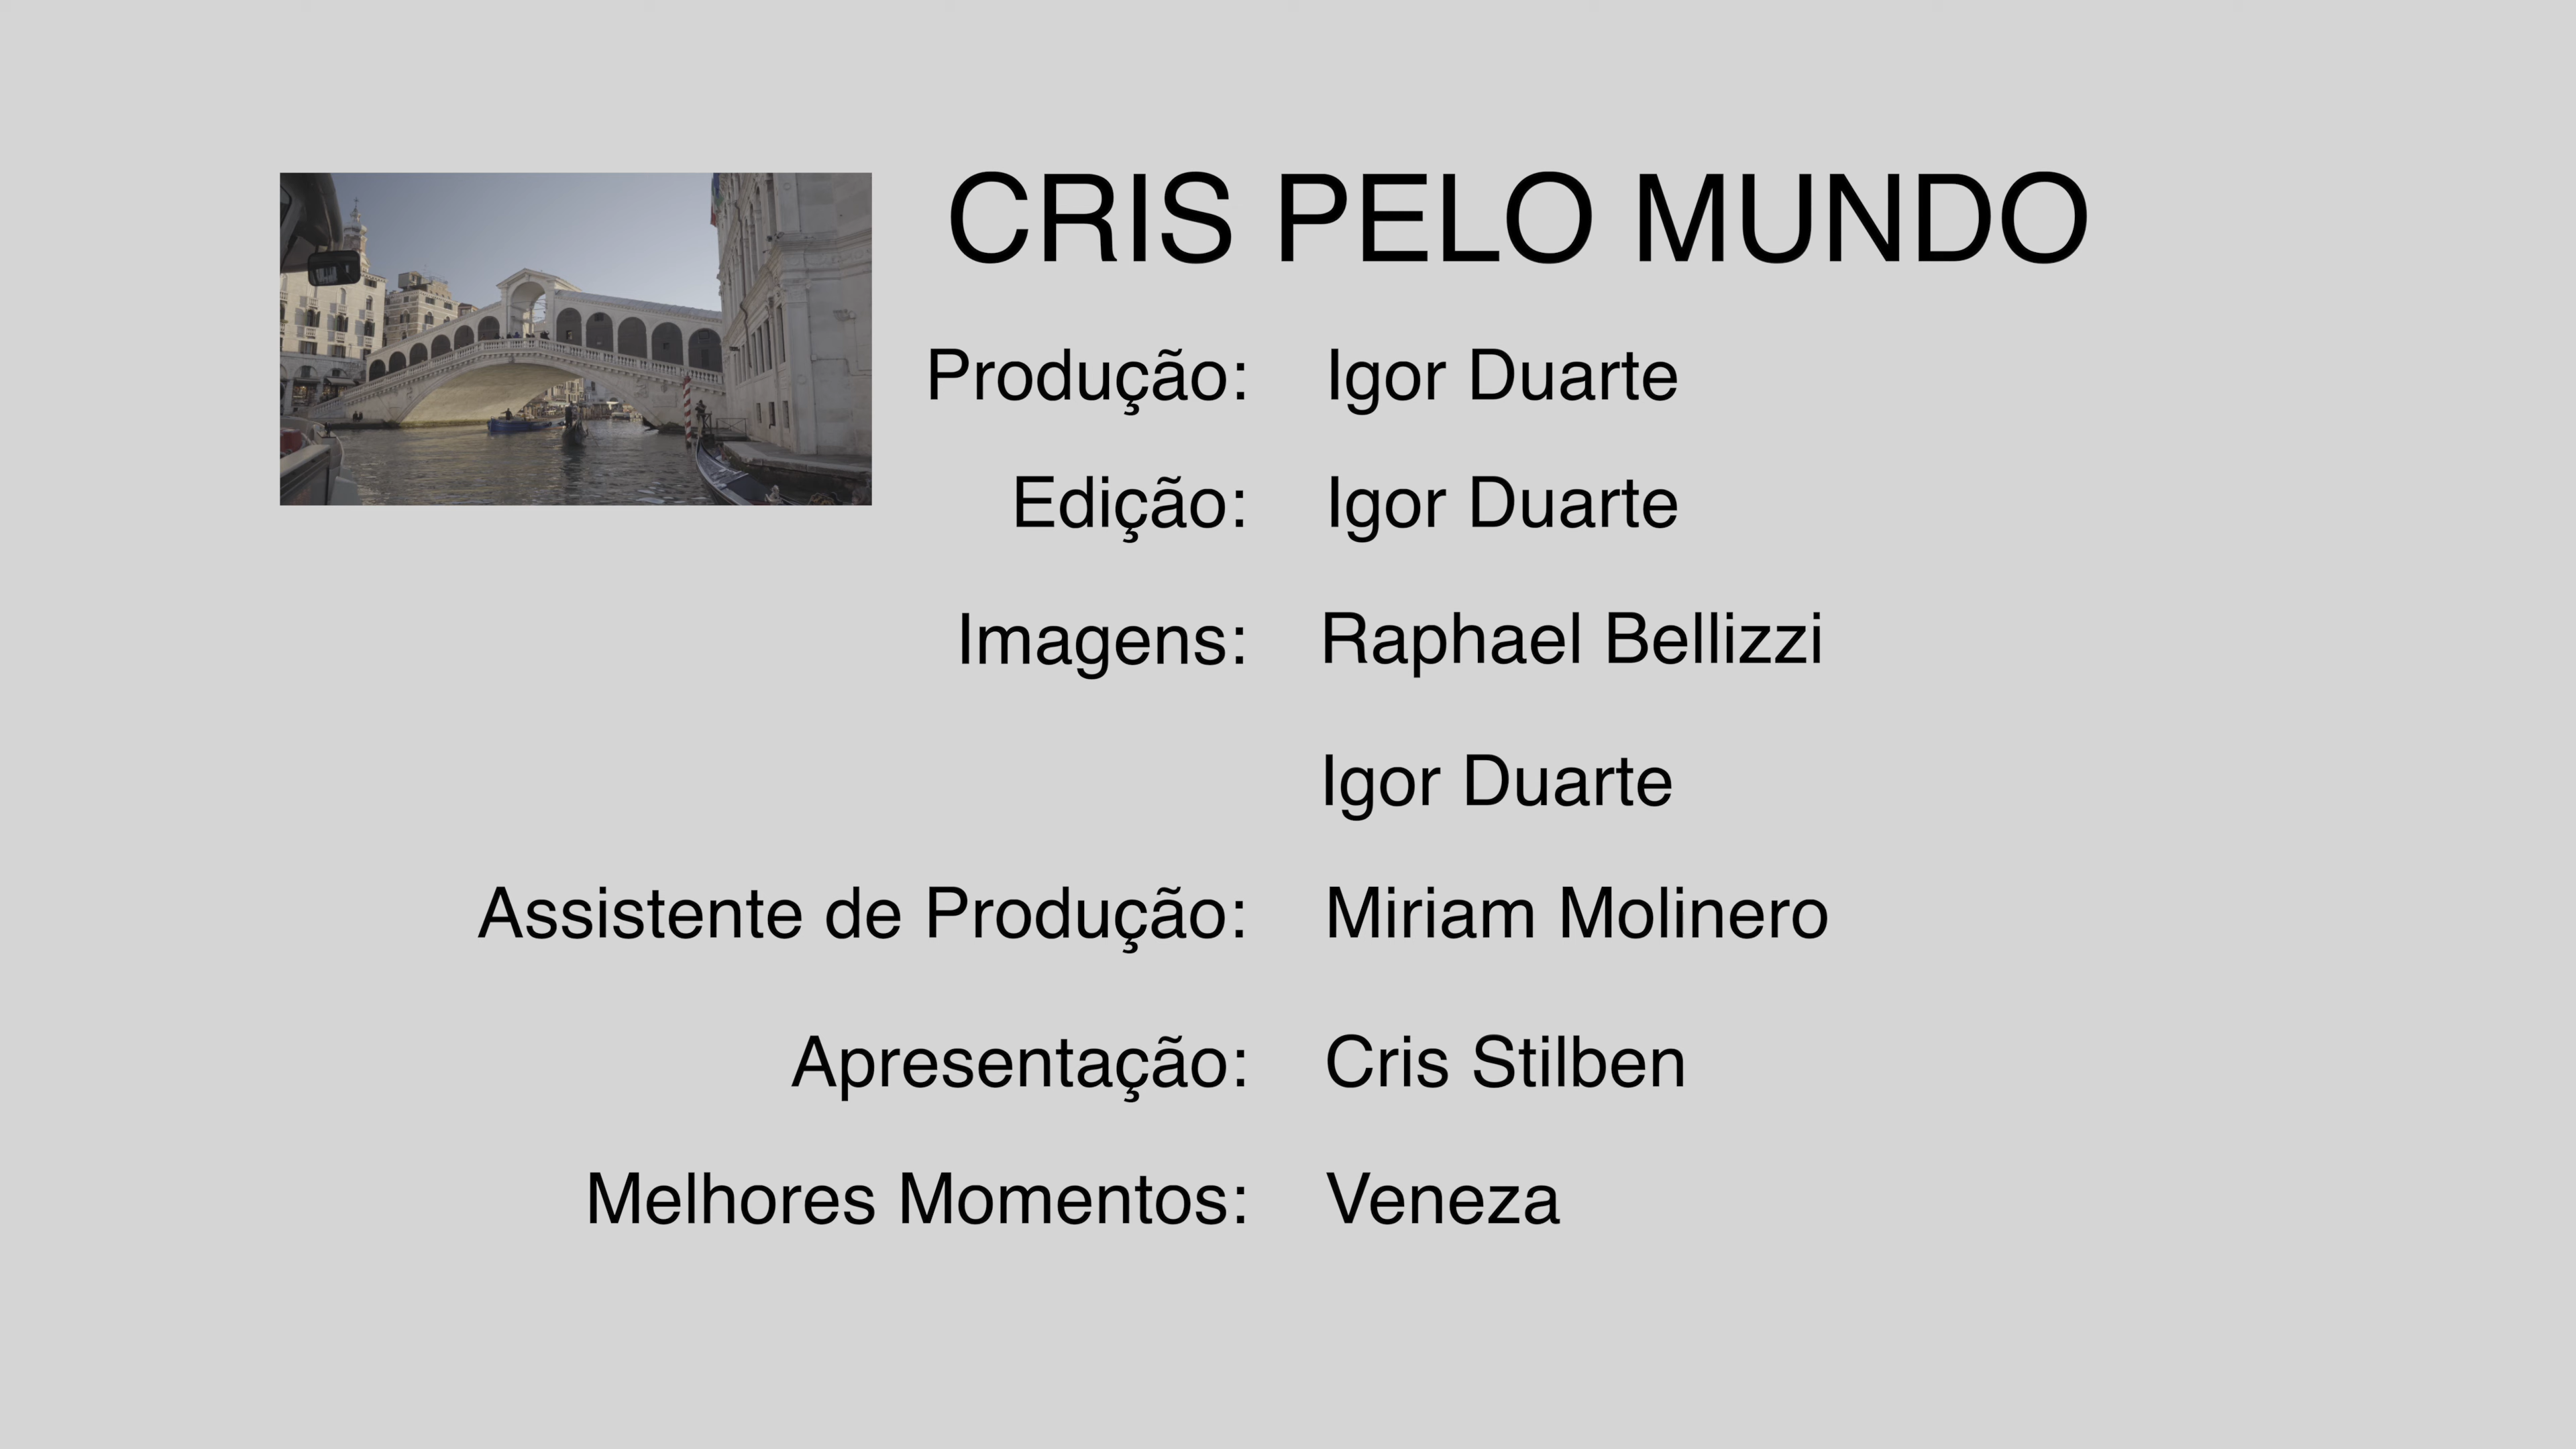 CRIS PELO MUNDO
Produção: Igor Duarte
Edição: Igor Duarte
Imagens: Raphael Bellizzi
Igor Duarte
Assistente de Produção: Miriam Molinero
Apresentação: Cris Stilben
Melhores Momentos: Veneza